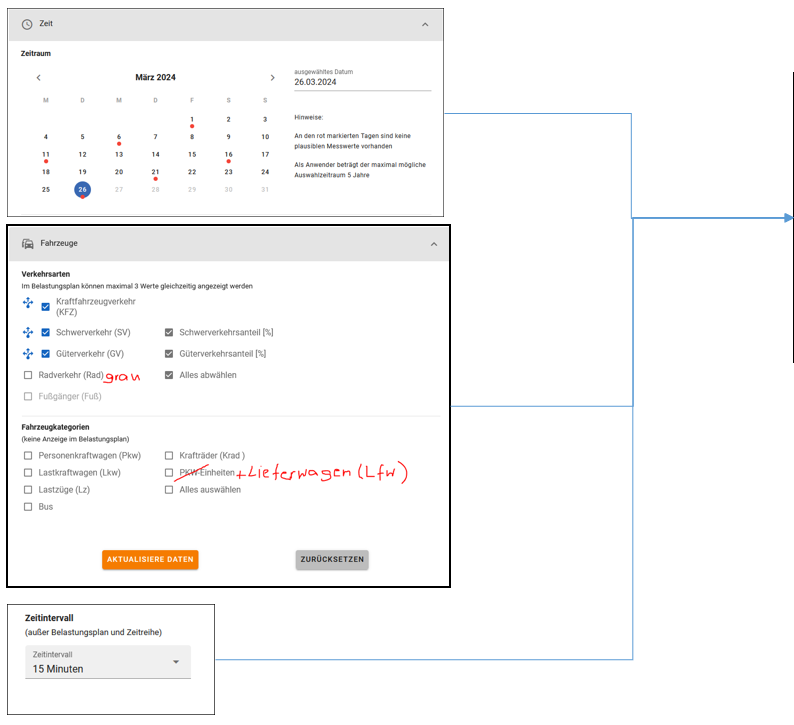 Zeit
Zeitraum
März 2024
ausgewähltes Datum
26.03.2024
M D M D F S S
1 2 3
4 5 6 7 8 9 10
11 12 13 14 15 16 17
18 19 20 21 22 23 24
25 26 27 28 29 30 31
Hinweise:
An den rot markierten Tagen sind keine
plausiblen Messwerte vorhanden
Als Anwender beträgt der maximal mögliche
Auswahlzeitraum 5 Jahre
Fahrzeuge
Verkehrsarten
Im Belastungsplan können maximal 3 Werte gleichzeitig angezeigt werden
Kraftfahrzeugverkehr
(KFZ)
Schwerverkehr (SV) Schwerverkehrsanteil [%]
Güterverkehr (GV) Güterverkehrsanteil [%]
Radverkehr (Rad) grau Alles abwählen
Fußgänger (Fuß)
Fahrzeugkategorien
(keine Anzeige im Belastungsplan)
Personenkraftwagen (Pkw) Krafträder (Krad )
Lastkraftwagen (Lkw) PKW-Einheiten +Lieferwagen (Lfw)
Lastzüge (Lz) Alles auswählen
Bus
AKTUALISIERE DATEN ZURÜCKSETZEN
Zeitintervall
(außer Belastungsplan und Zeitreihe)
Zeitintervall
15 Minuten